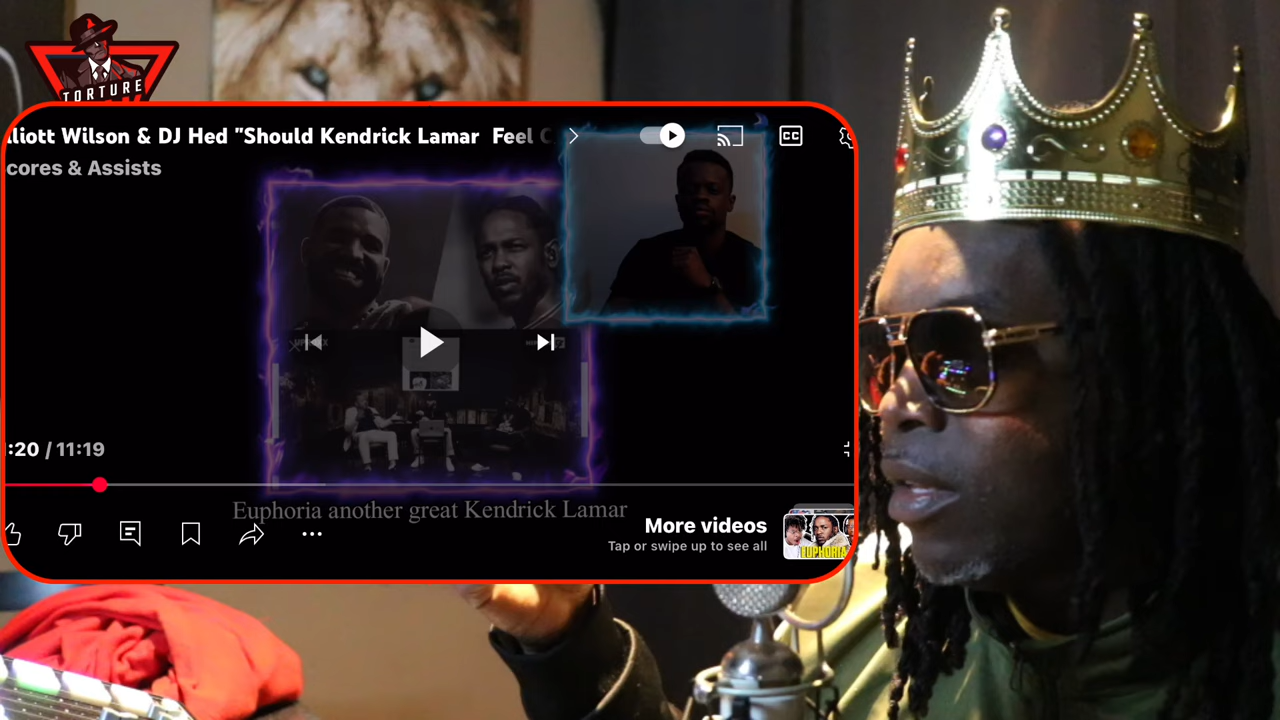 TORTURE
lliott Wilson & DJ Hed "Should Kendrick Lamar Feel C
cores & Assists
:20 / 11:19
Euphoria another great Kendrick Lamar
More videos
Tap or swipe up to see all
EUPHORIA
CC